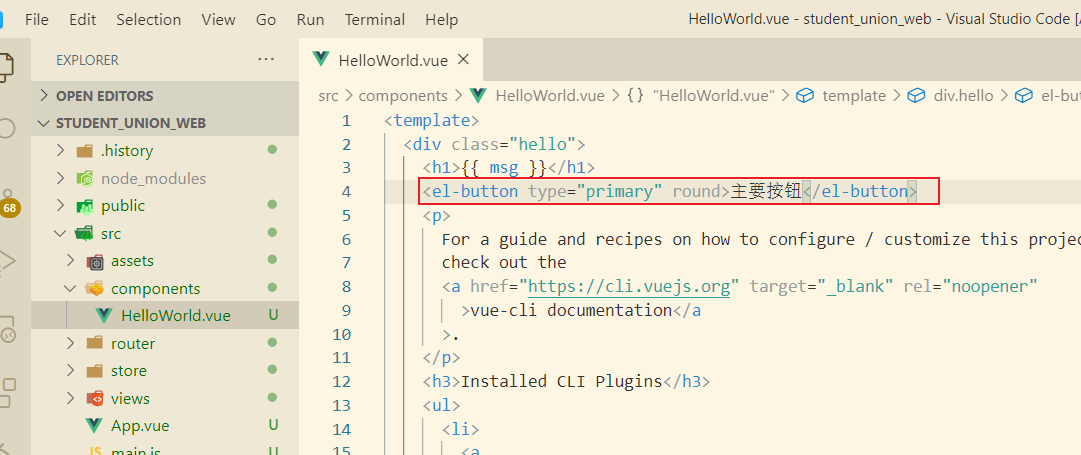 File Edit Selection View Go Run Terminal Help HelloWorld.vue - student_union_web - Visual Studio Code [
EXPLORER ...
HelloWorld.vue
OPEN EDITORS
src > components > HelloWorld.vue > {} "HelloWorld.vue" > template > div.hello >
STUDENT_UNION_WEB
.history
node_modules
public
src
assets
components
HelloWorld.vue U
router
store
views
App.vue U
68
1 <template>
2 <div class="hello">
3 <h1>{{ msg }}</h1>
4 <el-button type="primary" round>主要按钮</el-button>
5 <p>
6 For a guide and recipes on how to configure / customize this
7 check out the
8 <a href="https://cli.vuejs.org" target="_blank" rel="noopener"
9 >vue-cli documentation</a
10 >.
11 </p>
12 <h3>Installed CLI Plugins</h3>
13 <ul>
14 <li>
15 <a